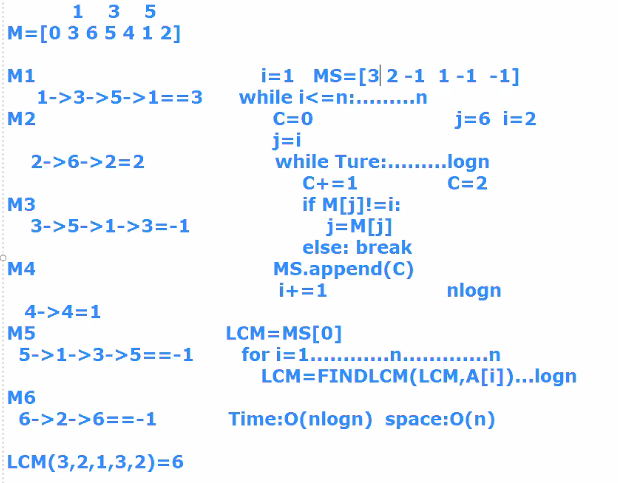 1 3 5
M=[0 3 6 5 4 1 2]
M1 i=1 MS=[3 2 -1 1 -1 -1]
1->3->5->1==3 while i<=n:.........n
M2 C=0 j=6 i=2
j=i
2->6->2=2 while Ture:.........logn
C+=1 C=2
M3 if M[j]!=i:
3->5->1->3=-1 j=M[j]
else: break
M4 MS.append(C)
i+=1 nlogn
4->4=1
M5 LCM=MS[0]
5->1->3->5==-1 for i=1............n.............n
LCM=FINDLCM(LCM,A[i])...logn
M6
6->2->6==-1 Time:O(nlogn) space:O(n)
LCM(3,2,1,3,2)=6